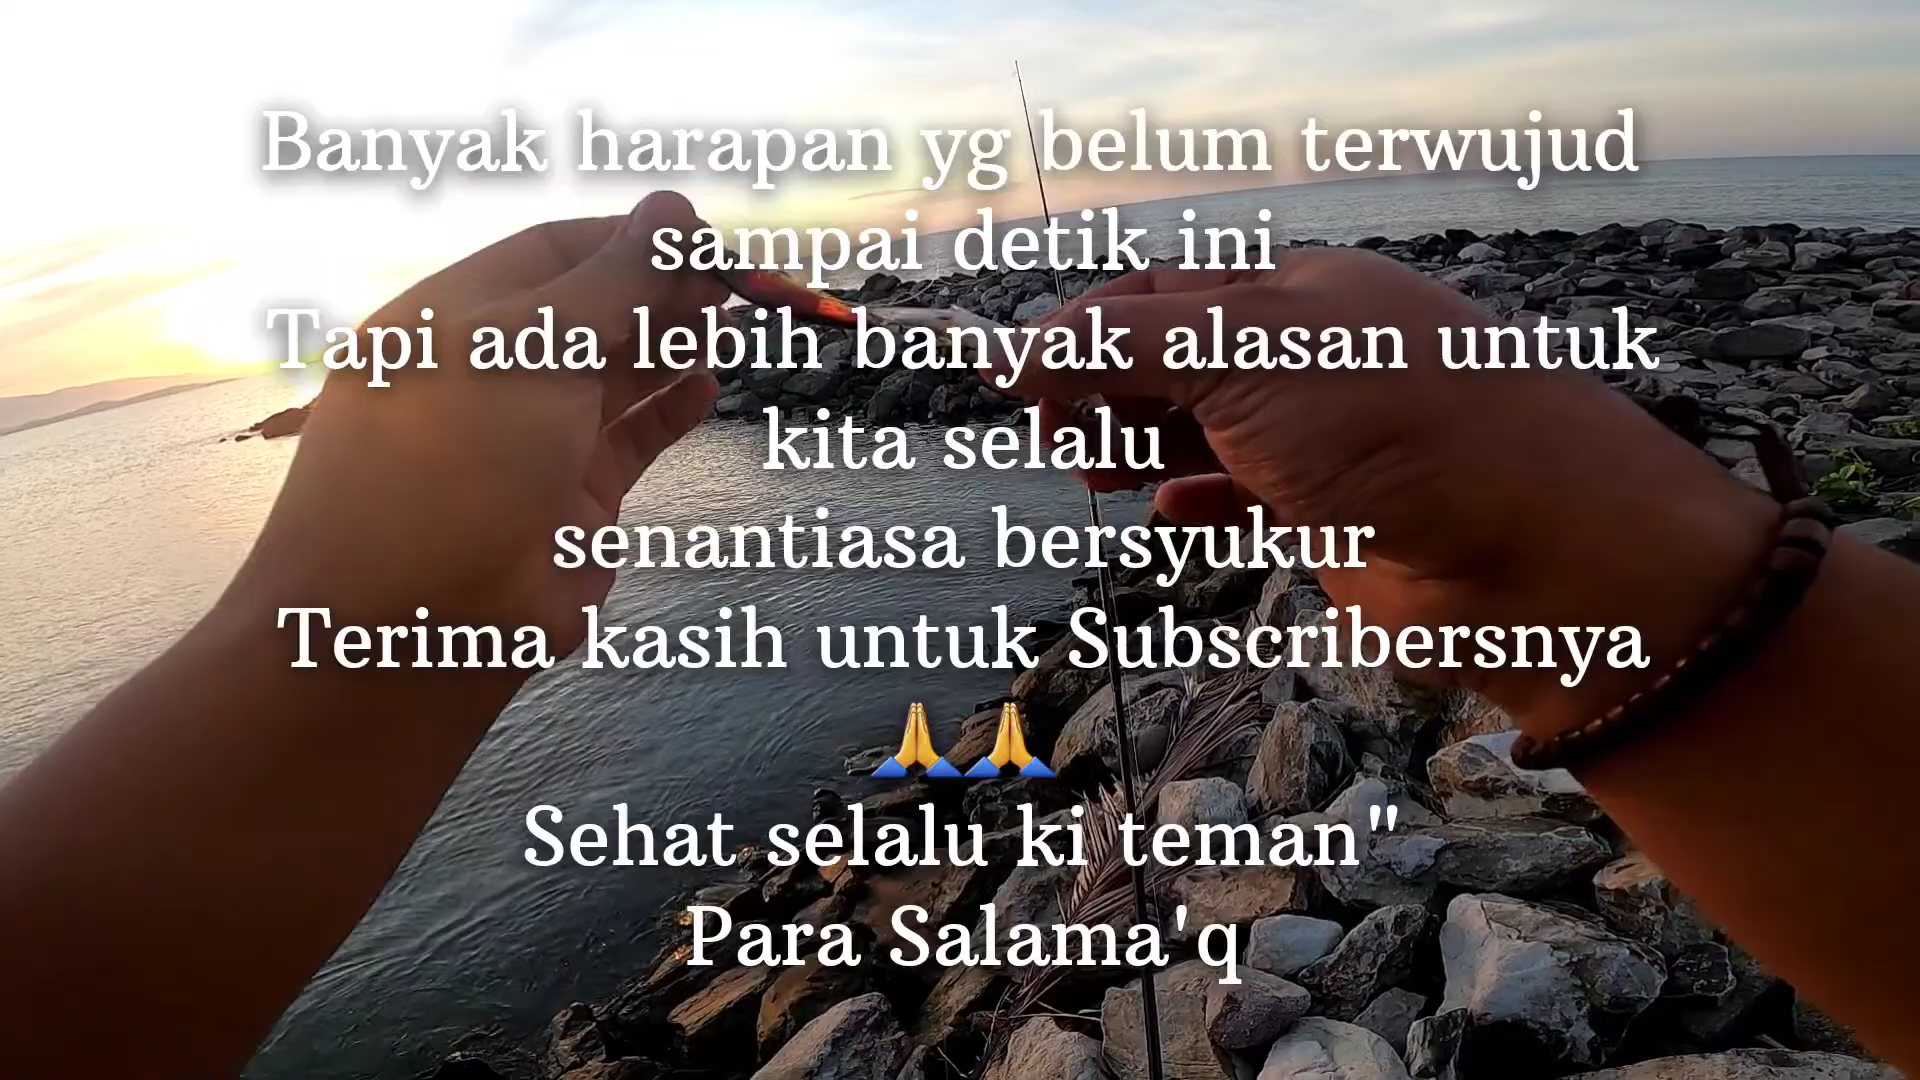 Banyak harapan yg belum terwujud
sampai detik ini
Tapi ada lebih banyak alasan untuk
kita selalu
senantiasa bersyukur
Terima kasih untuk Subscribersnya
🙏🙏
Sehat selalu ki teman"
Para Salama'q